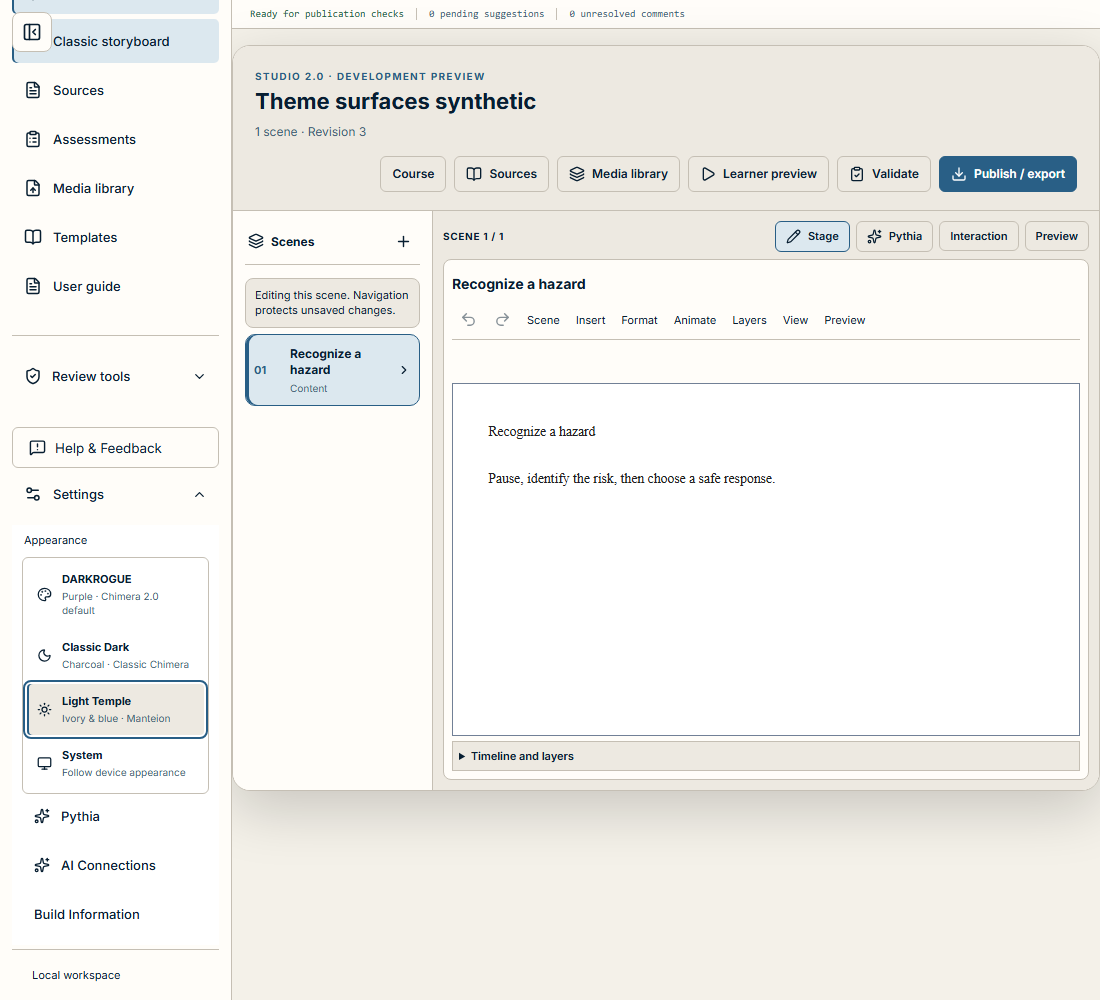 Classic storyboard
Sources
Assessments
Media library
Templates
User guide
Review tools
Help & Feedback
Settings
Appearance
DARKROGUE
Purple · Chimera 2.0
default
Classic Dark
Charcoal · Classic Chimera
Light Temple
Ivory & blue · Manteion
System
Follow device appearance
Pythia
AI Connections
Build Information
Local workspace
Ready for publication checks
0 pending suggestions
0 unresolved comments
STUDIO 2.0 · DEVELOPMENT PREVIEW
Theme surfaces synthetic
1 scene · Revision 3
Course
Sources
Media library
Learner preview
Validate
Publish / export
Scenes
Editing this scene. Navigation
protects unsaved changes.
01
Recognize a
hazard
Content
SCENE 1 / 1
Stage
Pythia
Interaction
Preview
Recognize a hazard
Scene
Insert
Format
Animate
Layers
View
Preview
Recognize a hazard
Pause, identify the risk, then choose a safe response.
Timeline and layers